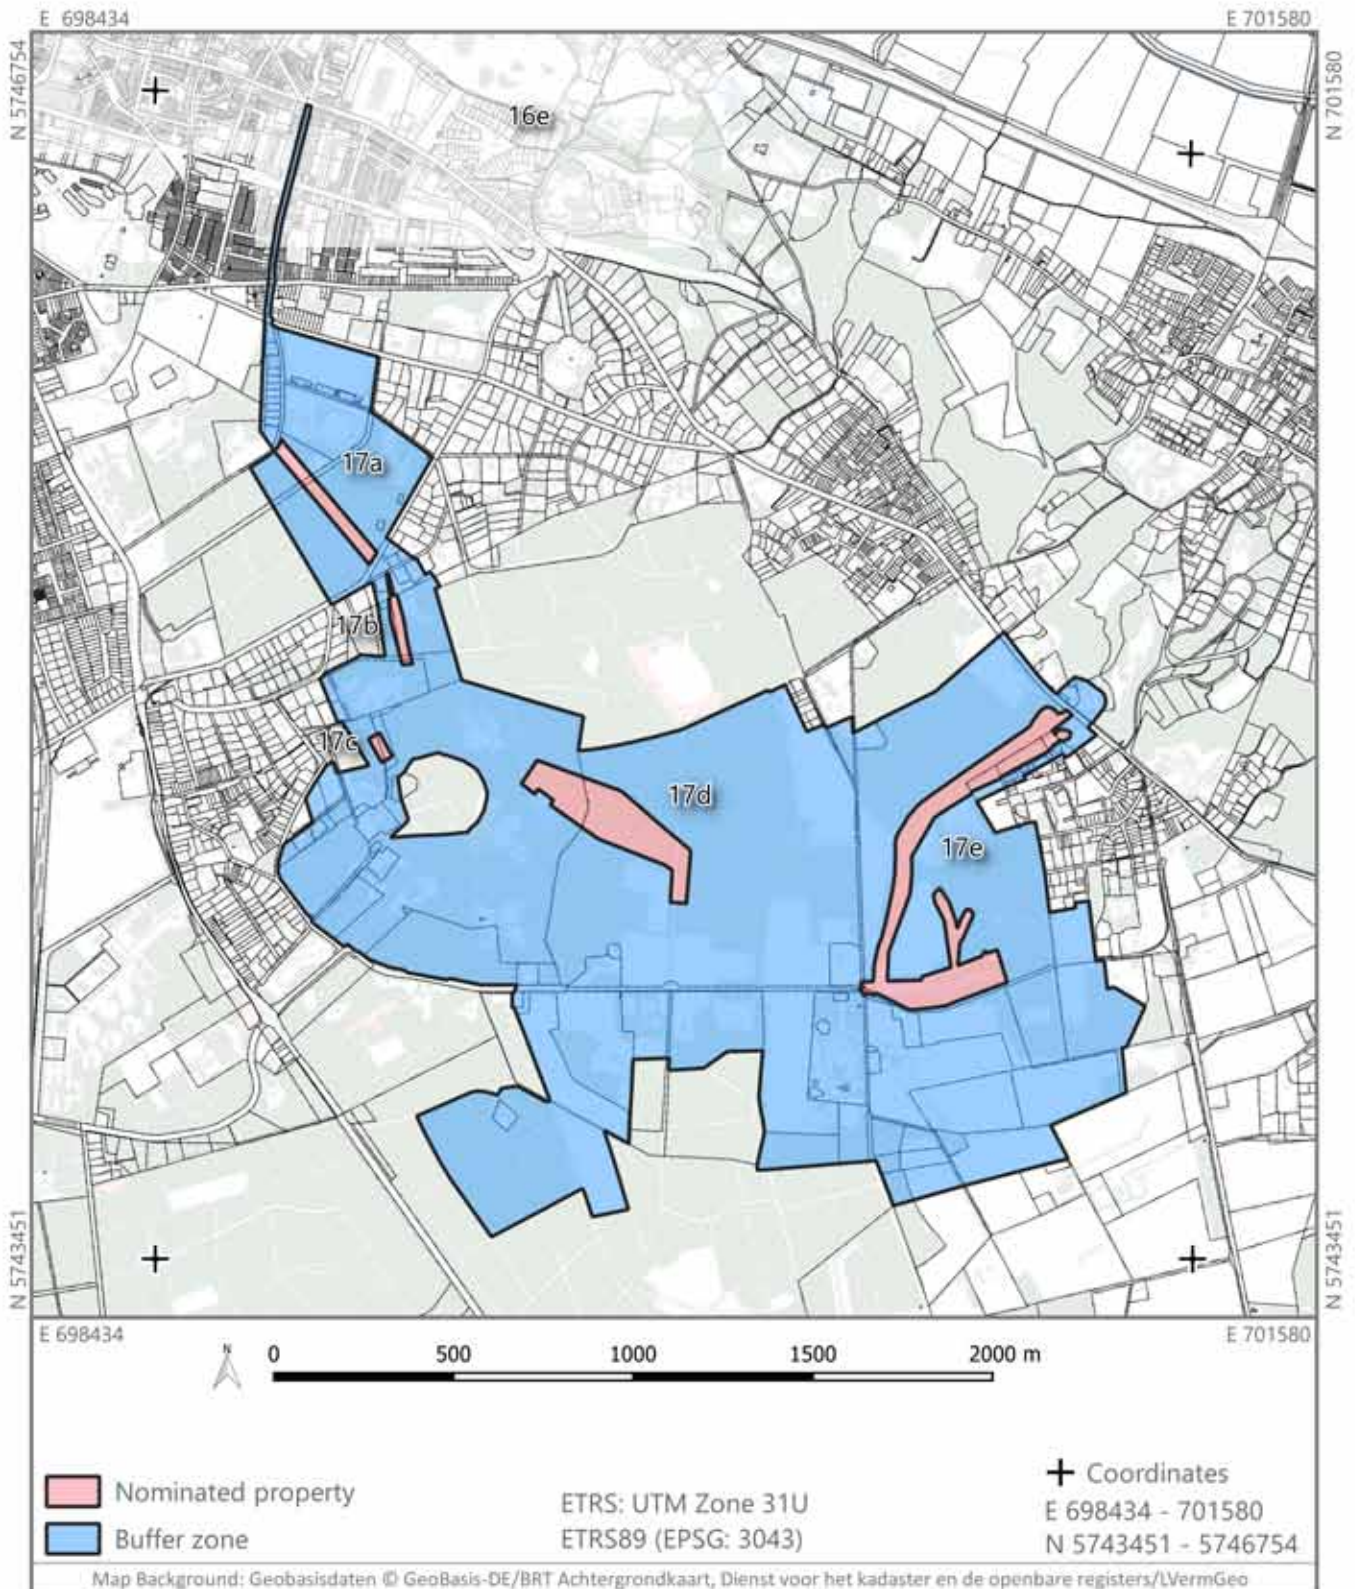 E 698434
E 701580
N 5746754
N 701580
16e
17a
17b
17c
17d
17e
N 5743451
N 5743451
E 698434
E 701580
N
0 500 1000 1500 2000 m
Nominated property
Buffer zone
ETRS: UTM Zone 31U
ETRS89 (EPSG: 3043)
Coordinates
E 698434 - 701580
N 5743451 - 5746754
Map Background: Geobasisdaten © GeoBasis-DE/BRT Achtergrondkaart, Dienst voor het kadaster en de openbare registers/LVermGeo